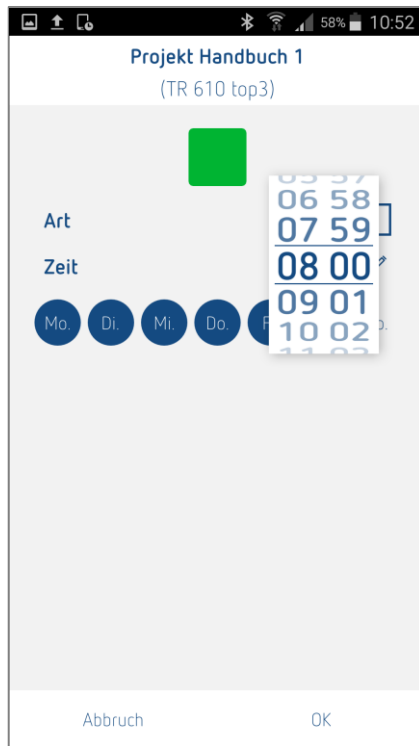 58% 10:52
Projekt Handbuch 1
(TR 610 top3)
06 58
Art 07 59
Zeit 08 00
09 01
Mo. Di. Mi. Do. 10 02
Abbruch OK